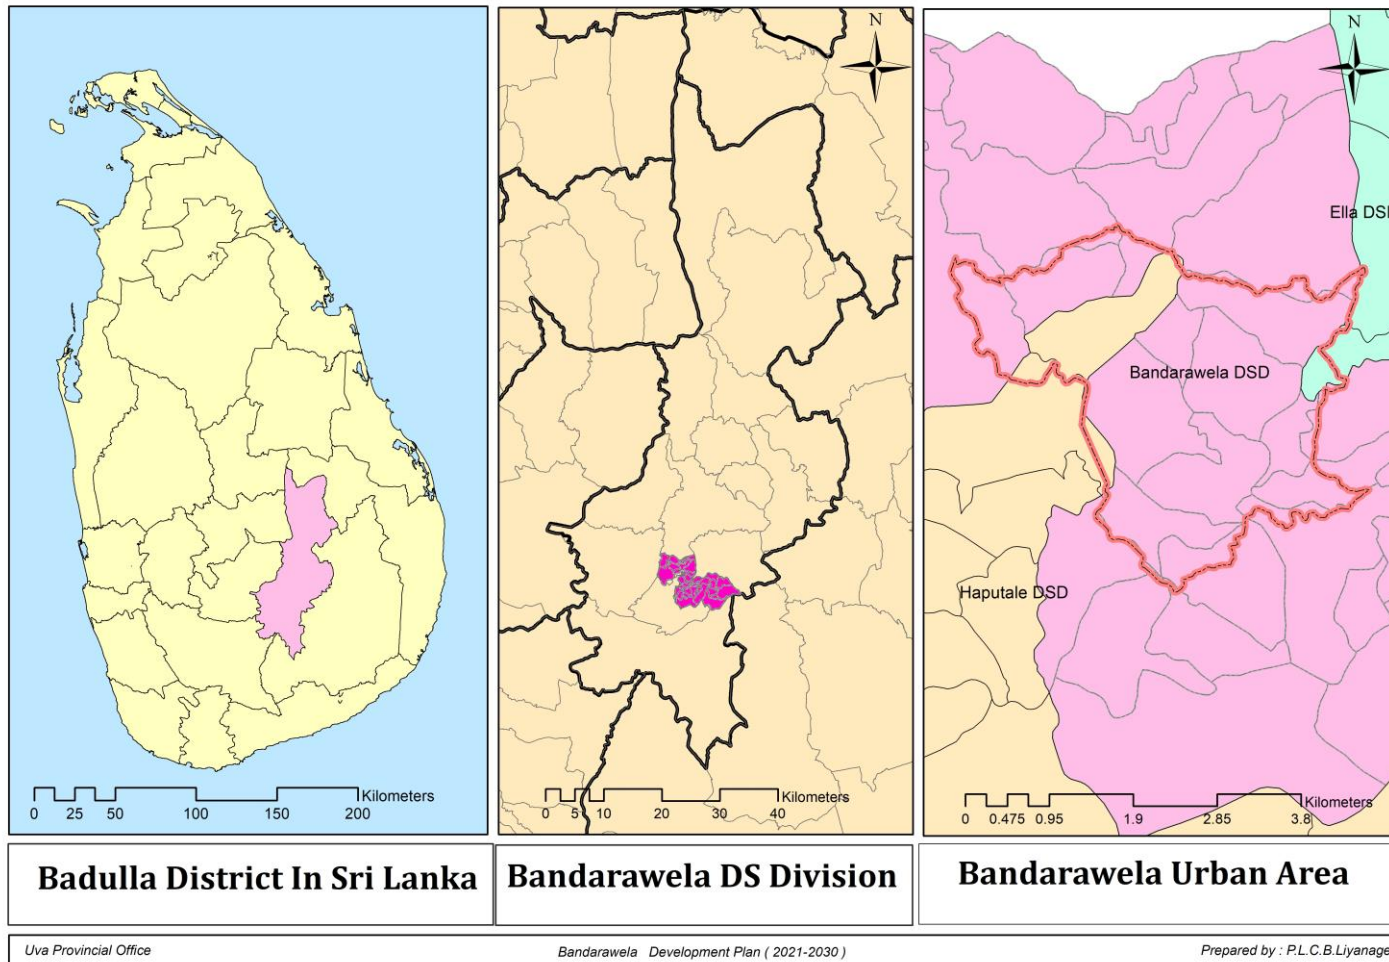 Kilometers
0 25 50 100 150 200
Badulla District In Sri Lanka
N
Kilometers
0 5 10 20 30 40
Bandarawela DS Division
N
Ella DSD
Bandarawela DSD
Haputale DSD
Kilometers
0 0.475 0.95 1.9 2.85 3.8
Bandarawela Urban Area
Uva Provincial Office
Bandarawela Development Plan ( 2021-2030 )
Prepared by : P.L.C.B.Liyanage